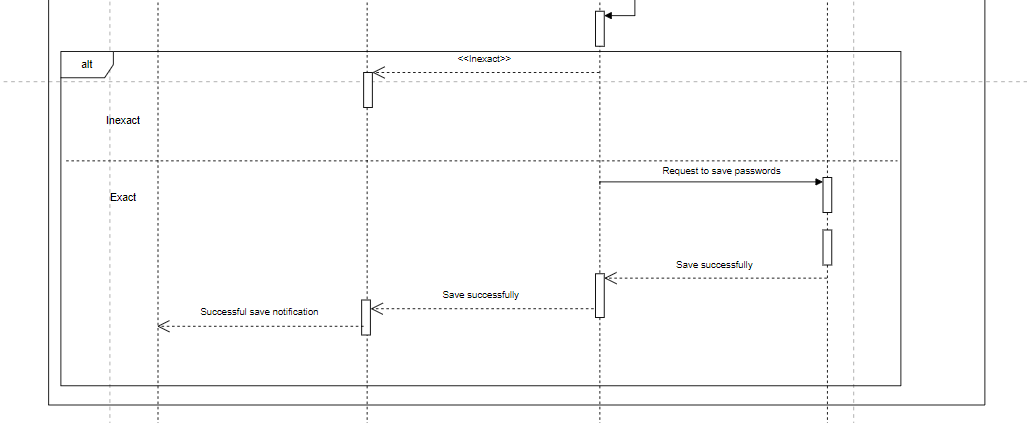 alt
<<Inexact>>
Inexact
Request to save passwords
Exact
Save successfully
Save successfully
Successful save notification